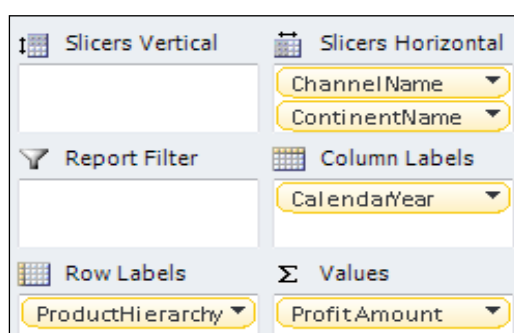 Slicers Vertical
Slicers Horizontal
ChannelName
ContinentName
Report Filter
Column Labels
CalendarYear
Row Labels
Σ Values
ProductHierarchy
ProfitAmount